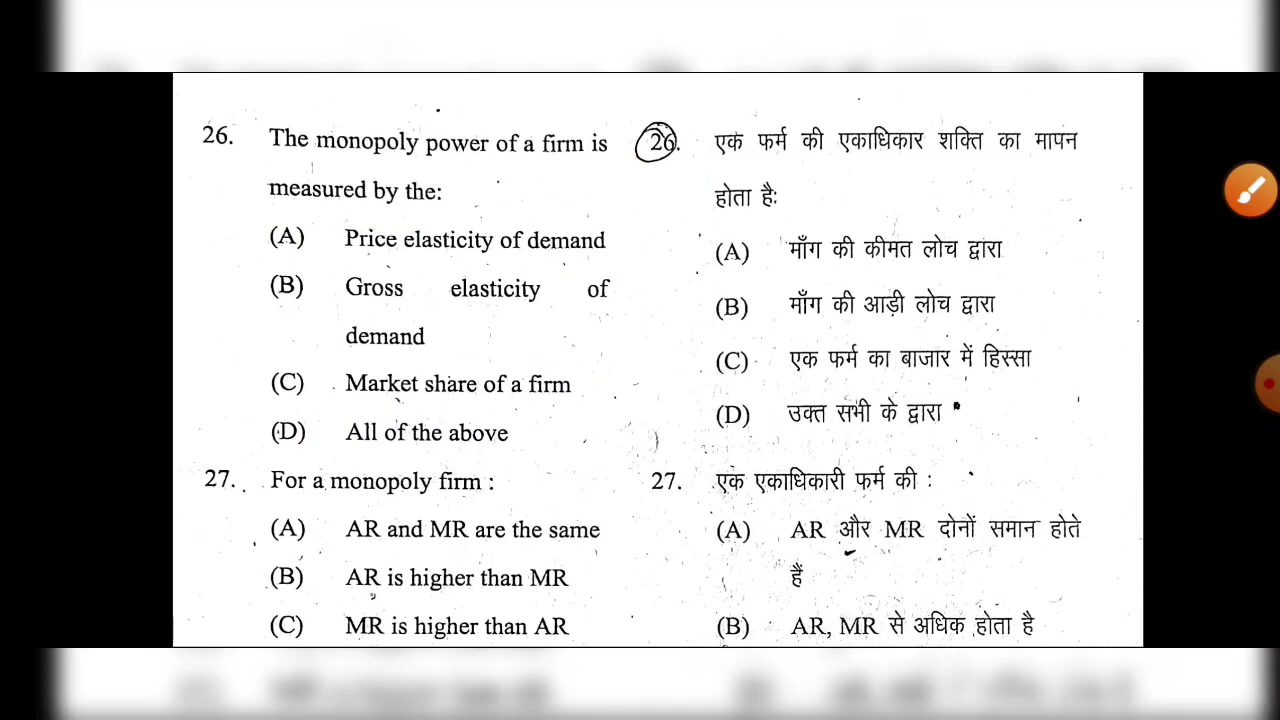 26. The monopoly power of a firm is
measured by the:
(A) Price elasticity of demand
(B) Gross elasticity of
demand
(C) Market share of a firm
(D) All of the above
27. For a monopoly firm :
(A) AR and MR are the same
(B) AR is higher than MR
(C) MR is higher than AR
26. एक फर्म की एकाधिकार शक्ति का मापन
होता है:
(A) माँग की कीमत लोच द्वारा
(B) माँग की आड़ी लोच द्वारा
(C) एक फर्म का बाजार में हिस्सा
(D) उक्त सभी के द्वारा
27. एक एकाधिकारी फर्म की :
(A) AR और MR दोनों समान होते
हैं
(B) AR, MR से अधिक होता है